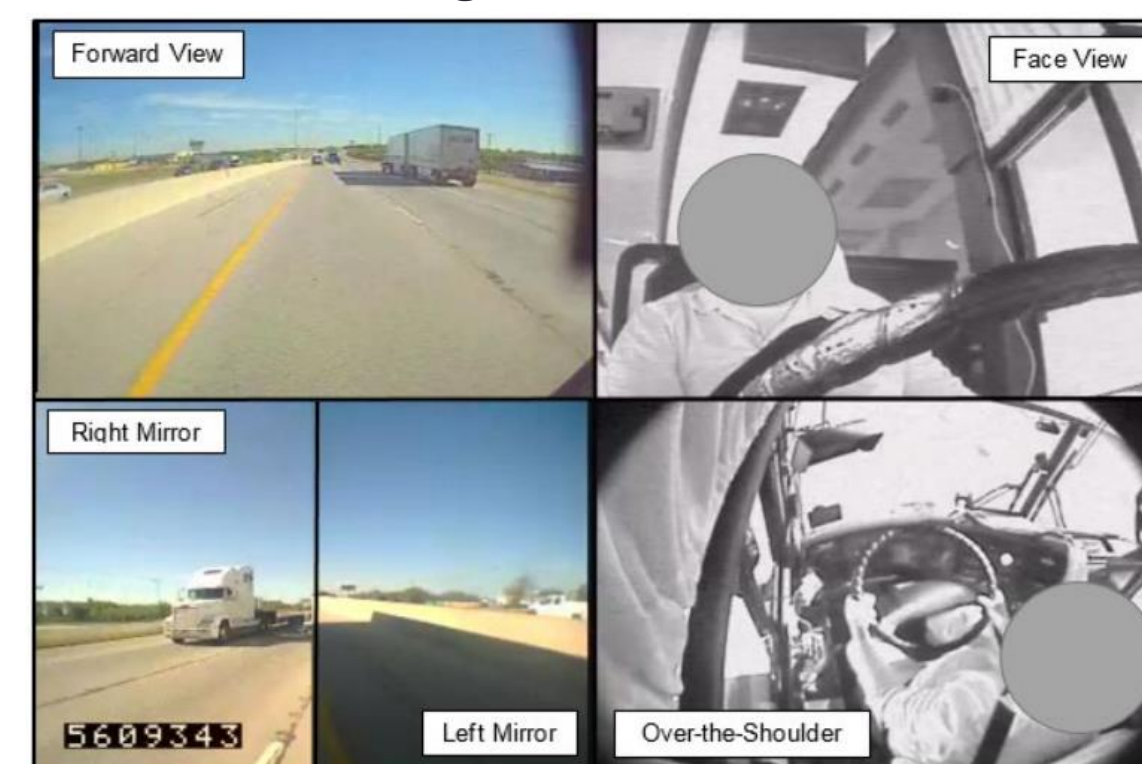 Forward View
Face View
Right Mirror
5609343
Left Mirror
Over-the-Shoulder